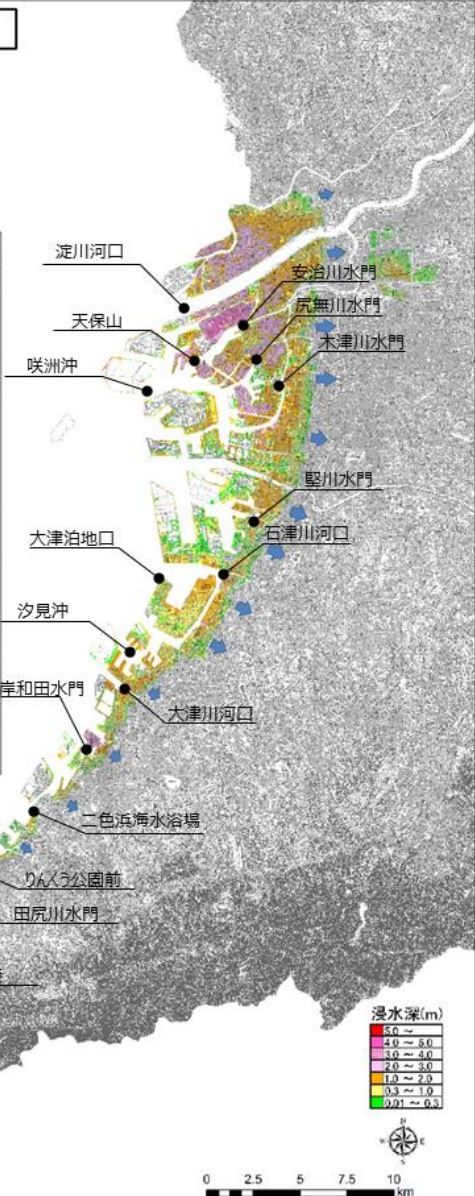 淀川河口
安治川水門
尻無川水門
天保山
木津川水門
咲洲沖
堅川水門
石津川河口
大津泊地口
汐見沖
岸和田水門
大津川河口
二色浜海水浴場
りんくう公園前
田尻川水門
浸水深(m)
5.0 ～
4.0 ～ 5.0
3.0 ～ 4.0
2.0 ～ 3.0
1.0 ～ 2.0
0.3 ～ 1.0
0.01 ～ 0.3
N
W E
S
0 2.5 5 7.5 10
km